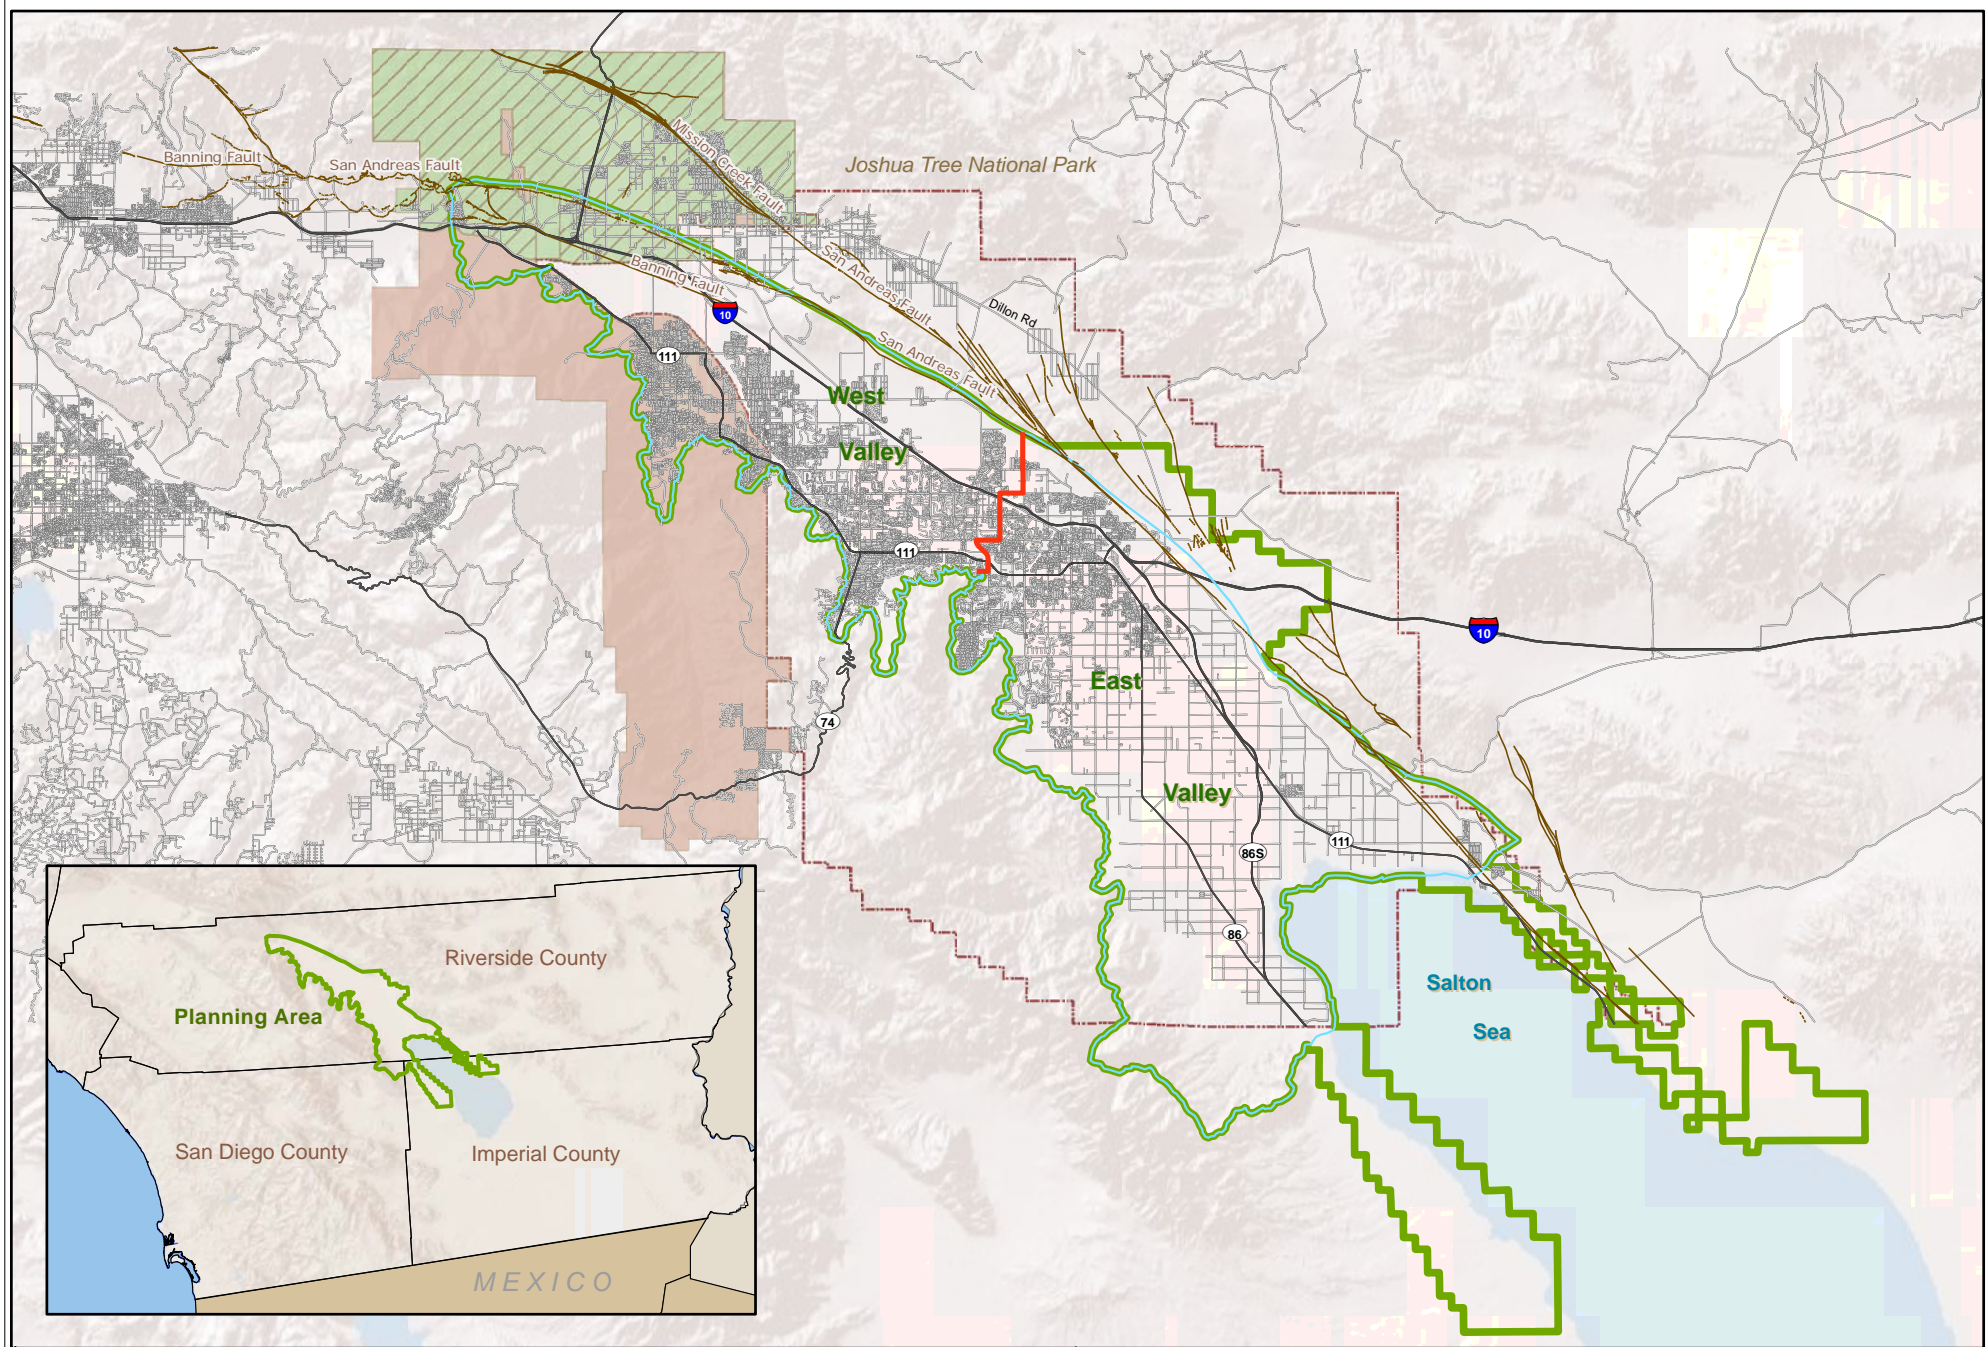 Joshua Tree National Park
Mission Creek Fault
Banning Fault
San Andreas Fault
San Andreas Fault
Banning Fault
10
Dillon Rd
San Andreas Fault
111
West
Valley
111
10
East
74
Valley
111
86S
86
Salton
Sea
Riverside County
Planning Area
San Diego County
Imperial County
MEXICO